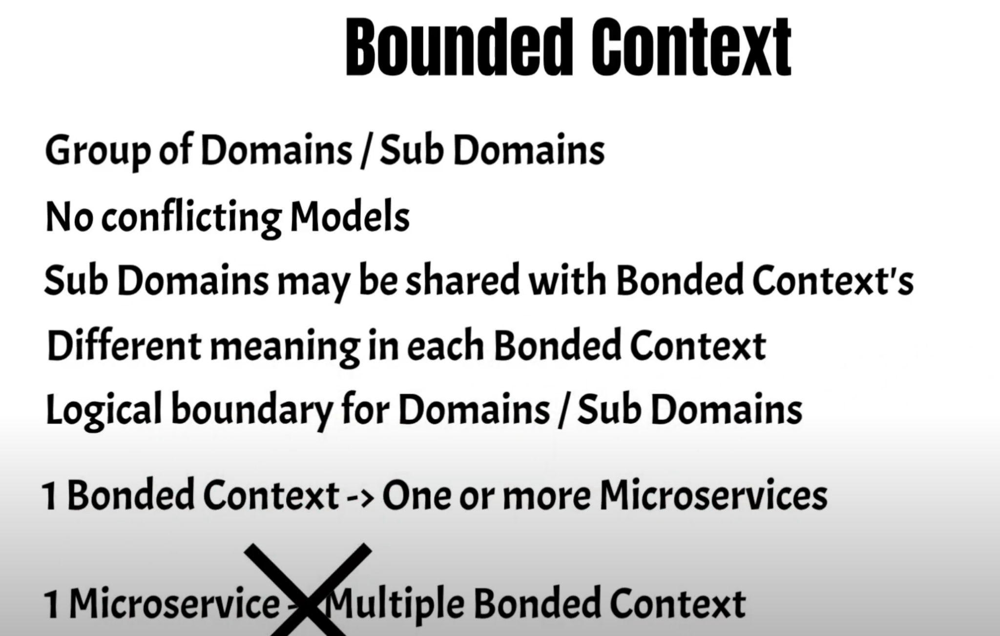 Bounded Context
Group of Domains / Sub Domains
No conflicting Models
Sub Domains may be shared with Bonded Context's
Different meaning in each Bonded Context
Logical boundary for Domains / Sub Domains
1 Bonded Context -> One or more Microservices
1 Microservice - Multiple Bonded Context